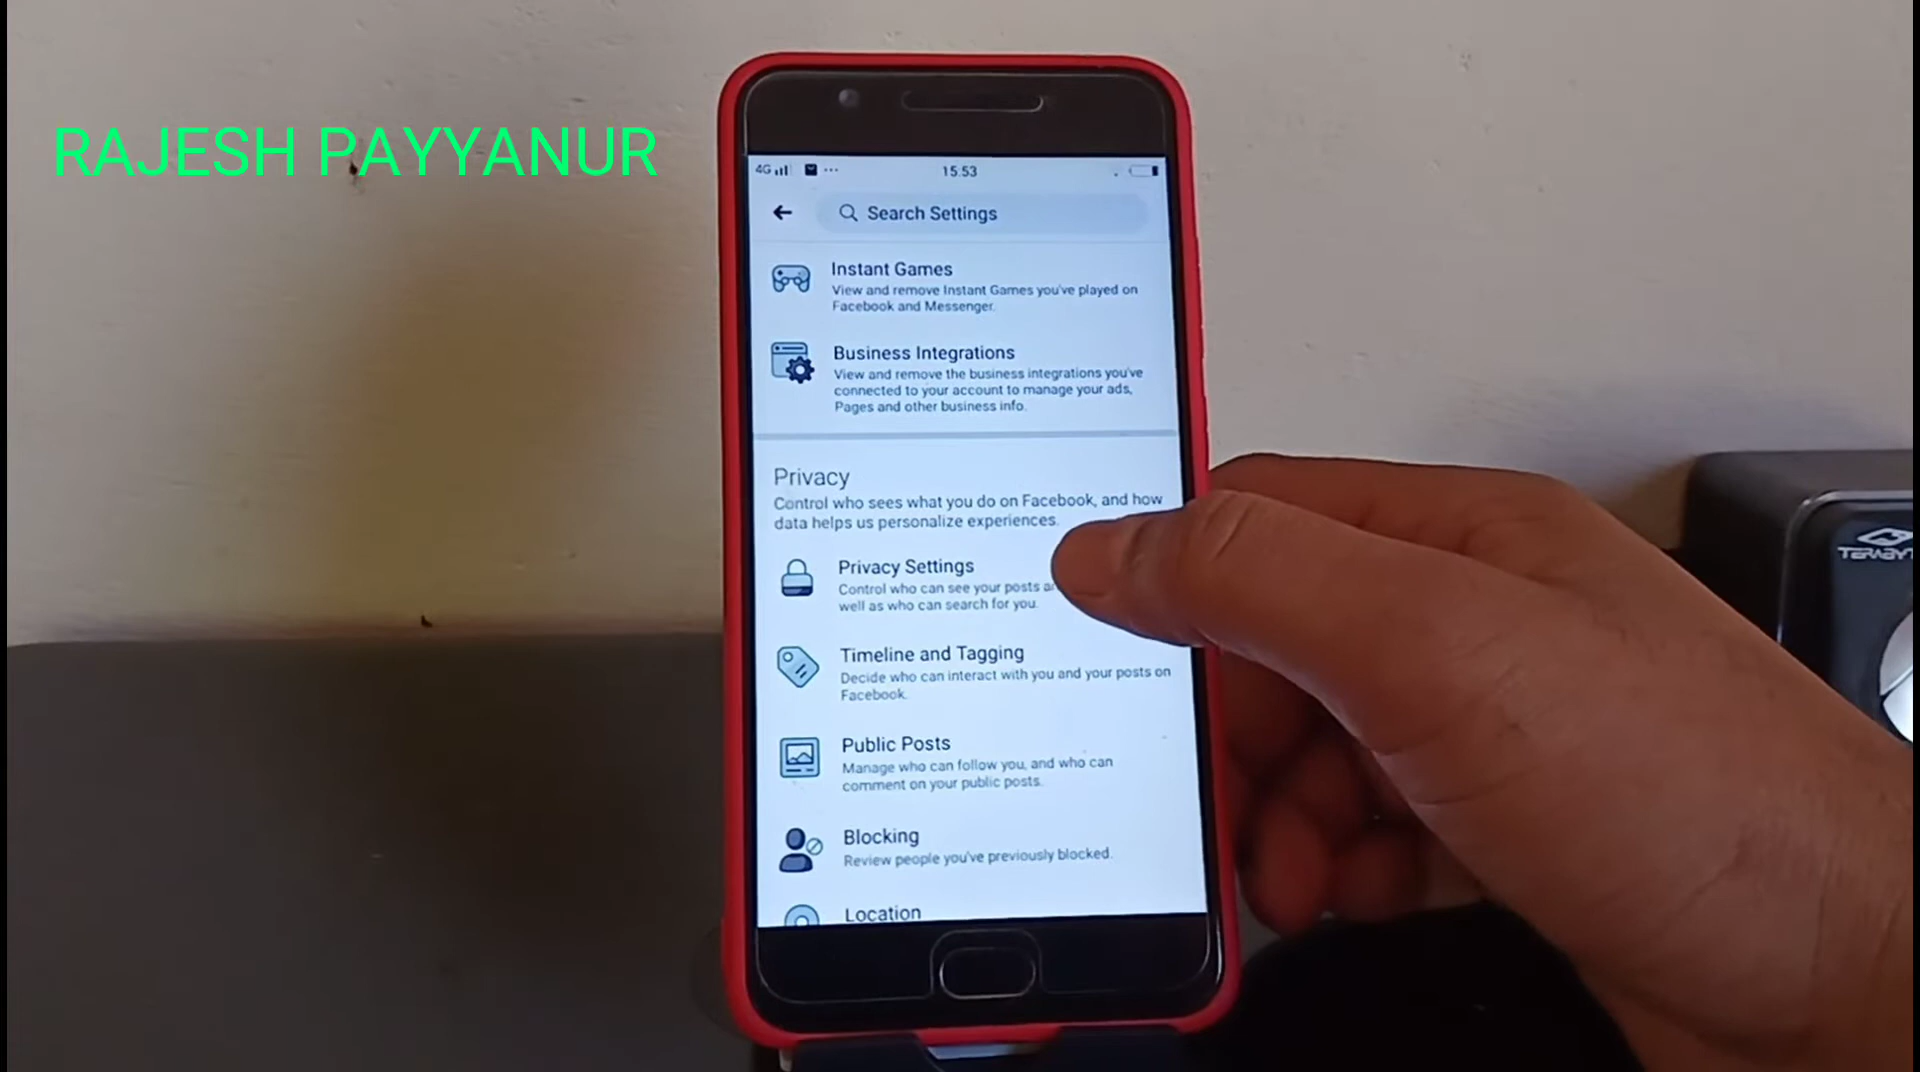 RAJESH PAYYANUR
4G
15:53
Search Settings
Instant Games
View and remove Instant Games you've played on
Facebook and Messenger.
Business Integrations
View and remove the business integrations you've
connected to your account to manage your ads,
Pages and other business info.
Privacy
Control who sees what you do on Facebook, and how
data helps us personalize experiences.
Privacy Settings
Control who can see your posts
well as who can search for you.
Timeline and Tagging
Decide who can interact with you and your posts on
Facebook.
Public Posts
Manage who can follow you, and who can
comment on your public posts.
Blocking
Review people you've previously blocked.
Location